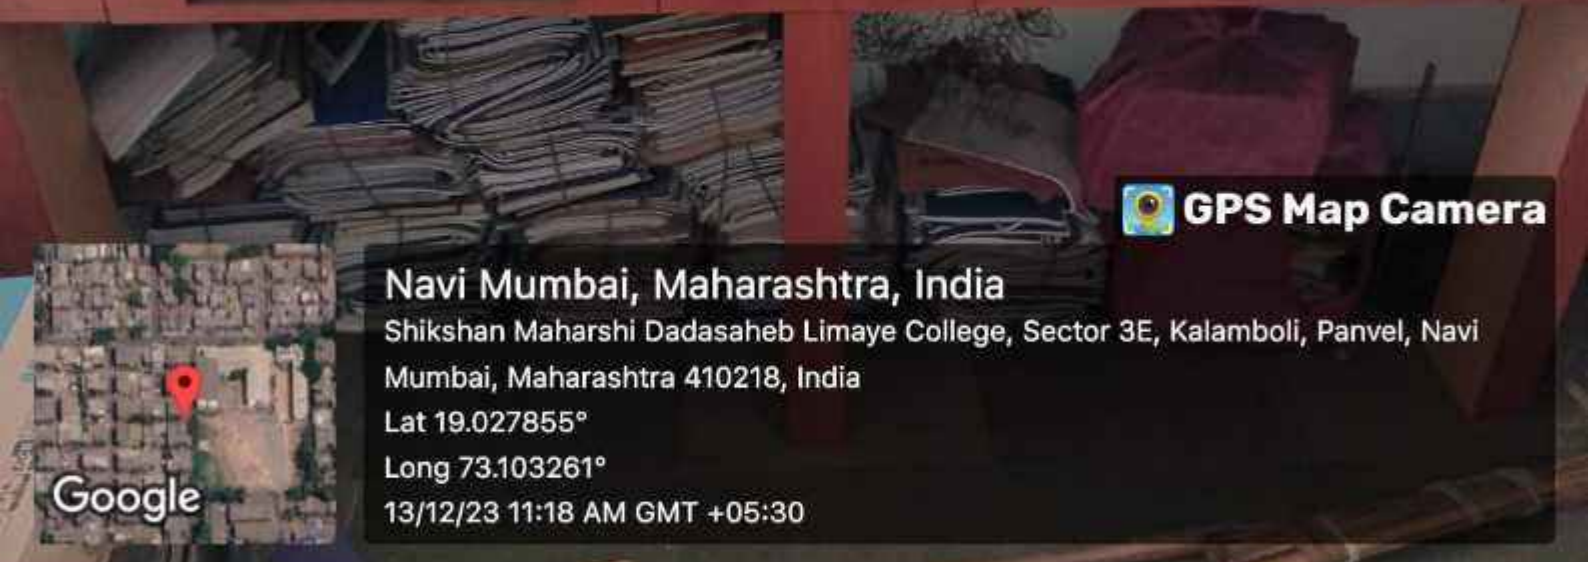 GPS Map Camera
Navi Mumbai, Maharashtra, India
Shikshan Maharshi Dadasaheb Limaye College, Sector 3E, Kalamboli, Panvel, Navi
Mumbai, Maharashtra 410218, India
Lat 19.027855°
Long 73.103261°
13/12/23 11:18 AM GMT +05:30
Google